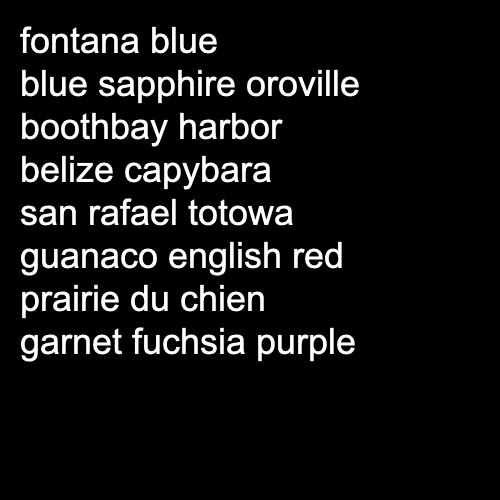 fontana blue
blue sapphire oroville
boothbay harbor
belize capybara
san rafael totowa
guanaco english red
prairie du chien
garnet fuchsia purple